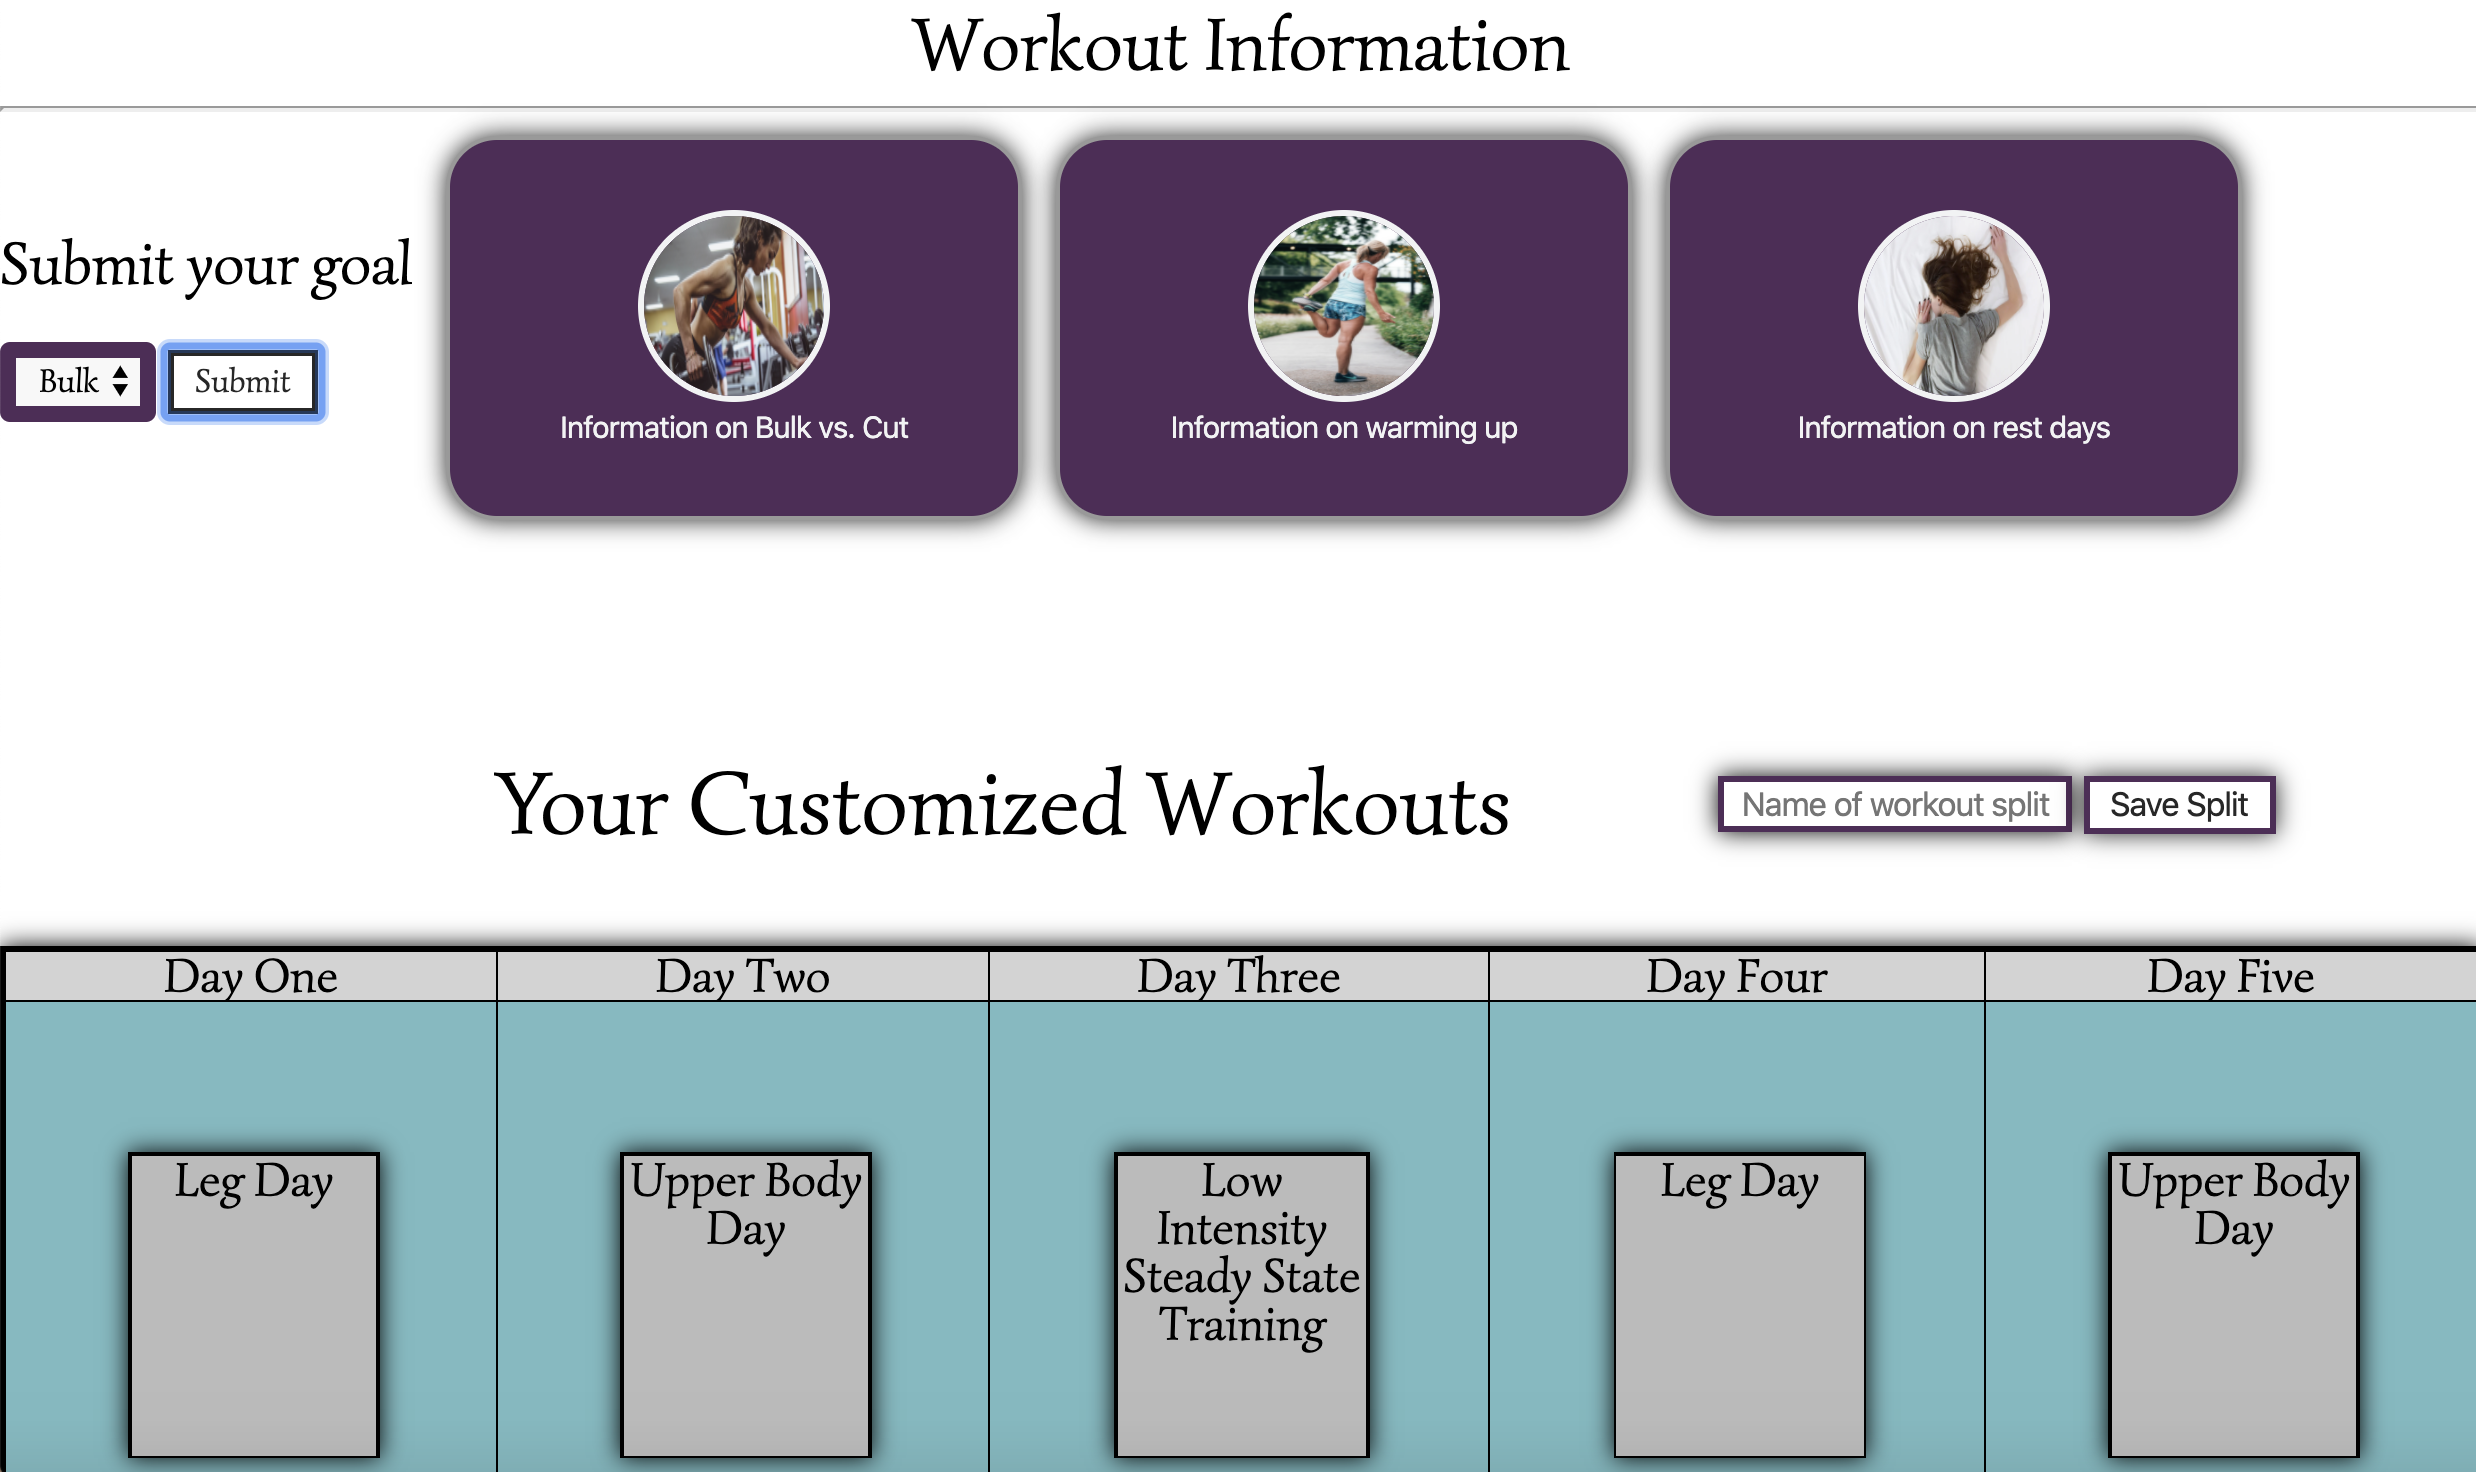 Workout Information
Submit your goal
Bulk
Submit
Information on Bulk vs. Cut
Information on warming up
Information on rest days
Your Customized Workouts
Name of workout split
Save Split
Day One
Day Two
Day Three
Day Four
Day Five
Leg Day
Upper Body
Day
Low
Intensity
Steady State
Training
Leg Day
Upper Body
Day